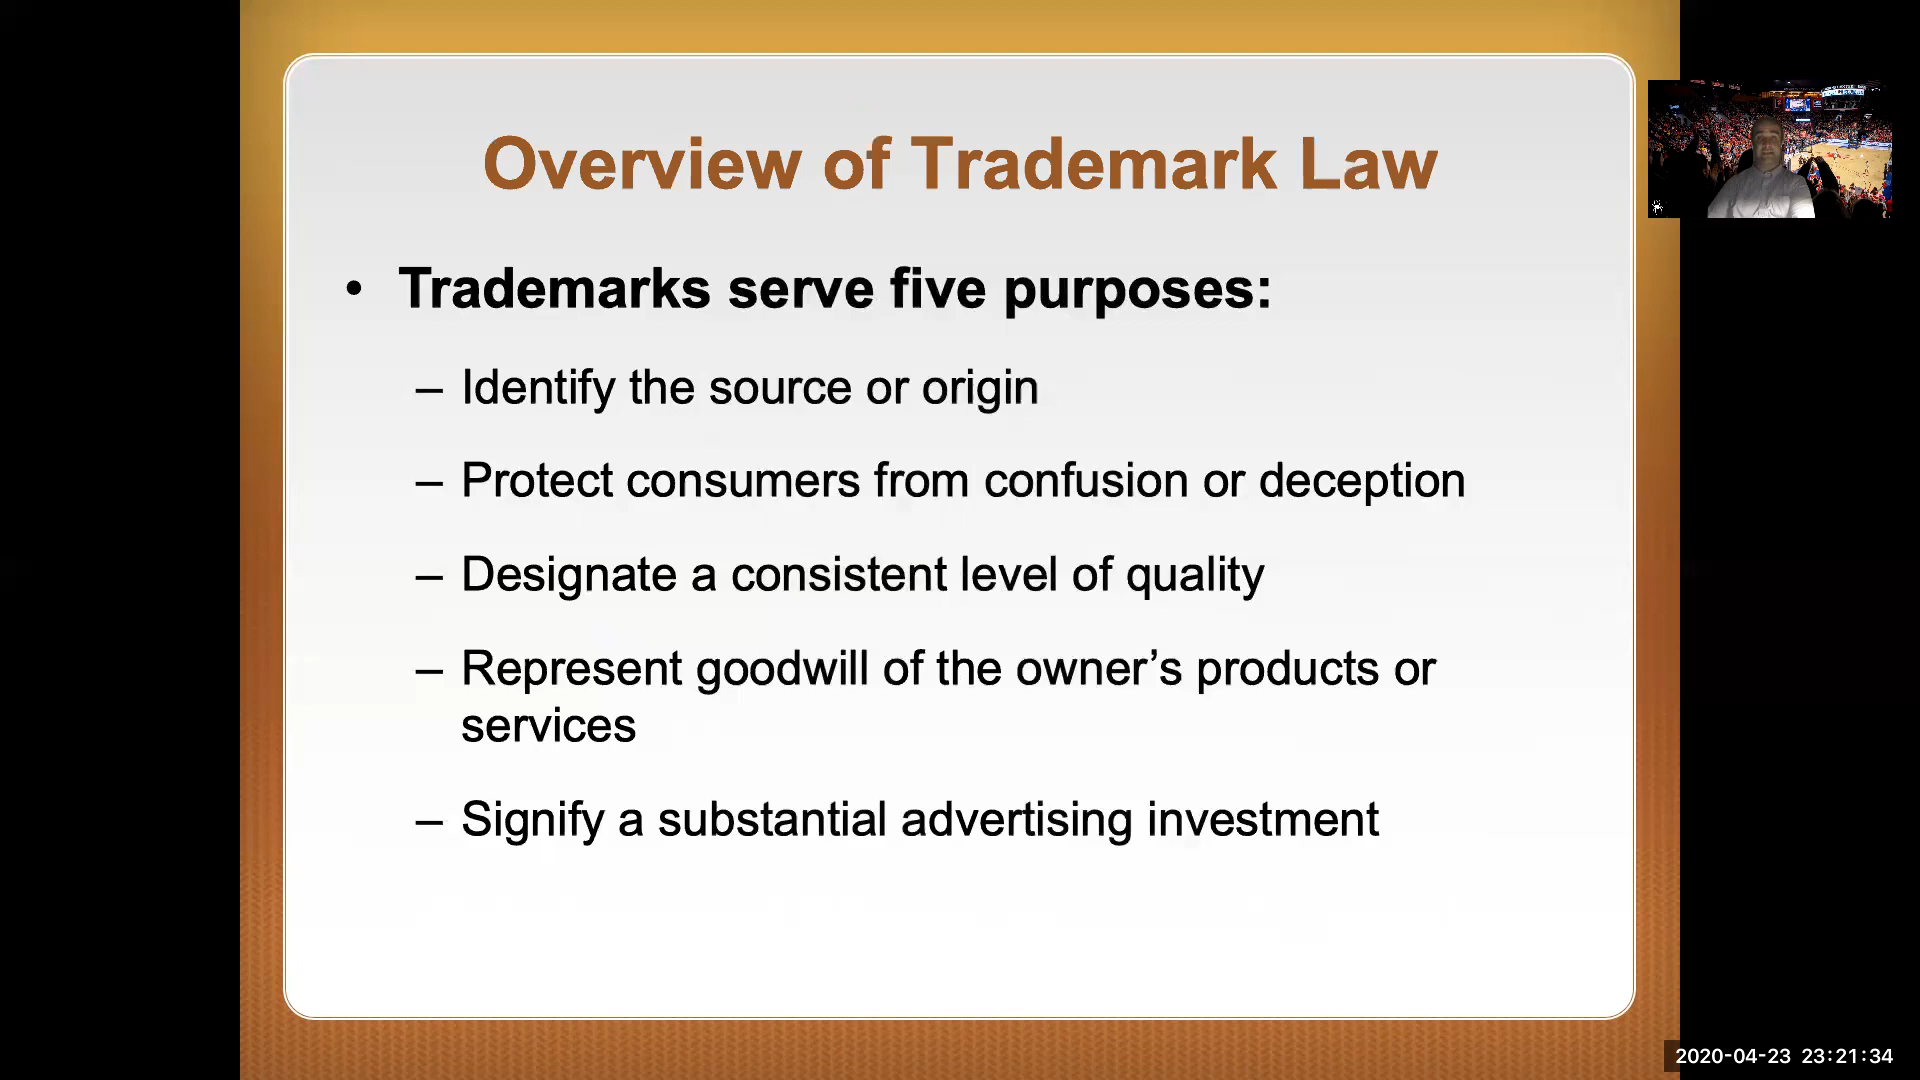 Overview of Trademark Law
• Trademarks serve five purposes:
– Identify the source or origin
– Protect consumers from confusion or deception
– Designate a consistent level of quality
– Represent goodwill of the owner’s products or
services
– Signify a substantial advertising investment
2020-04-23 23:21:34